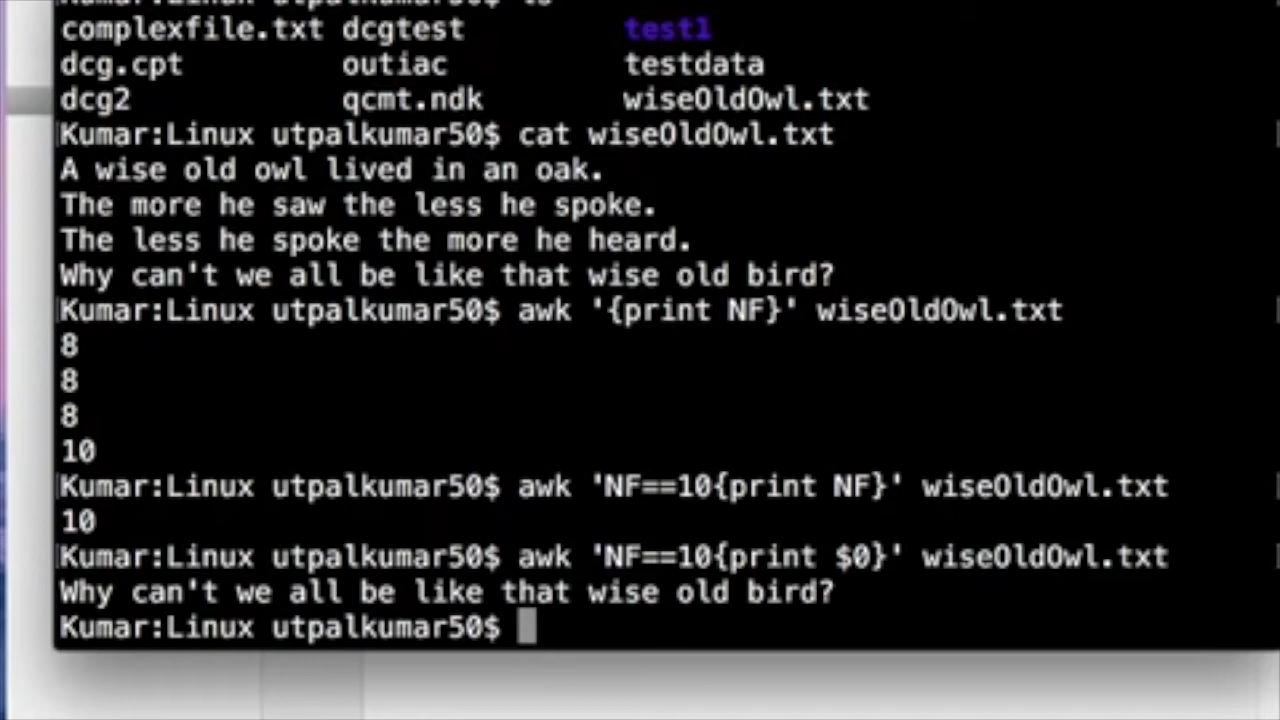 complexfile.txt dcgtest test1
dcg.cpt outiac testdata
dcg2 qcmt.ndk wiseOldOwl.txt
Kumar:Linux utpalkumar50$ cat wiseOldOwl.txt
A wise old owl lived in an oak.
The more he saw the less he spoke.
The less he spoke the more he heard.
Why can't we all be like that wise old bird?
Kumar:Linux utpalkumar50$ awk '{print NF}' wiseOldOwl.txt
8
8
8
10
Kumar:Linux utpalkumar50$ awk 'NF==10{print NF}' wiseOldOwl.txt
10
Kumar:Linux utpalkumar50$ awk 'NF==10{print $0}' wiseOldOwl.txt
Why can't we all be like that wise old bird?
Kumar:Linux utpalkumar50$